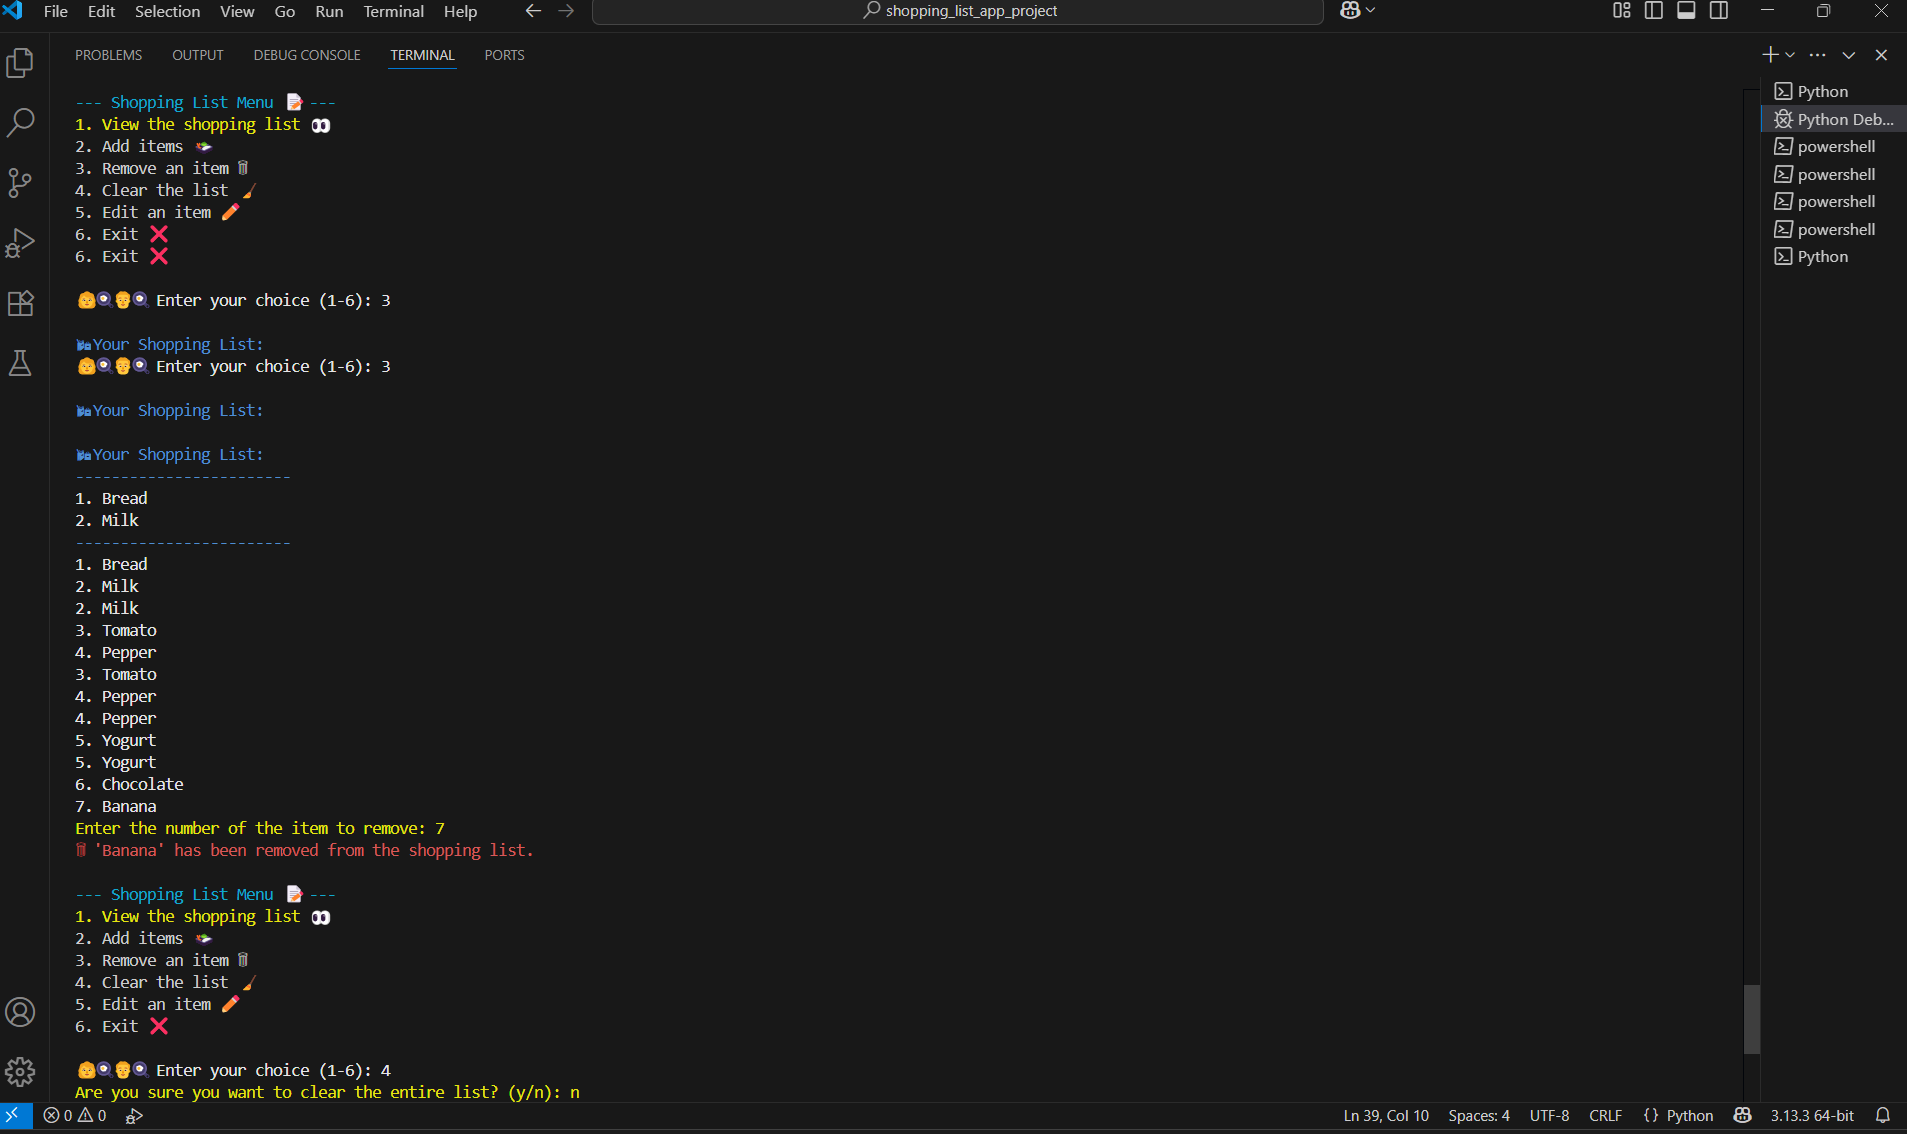 File Edit Selection View Go Run Terminal Help shopping_list_app_project
PROBLEMS OUTPUT DEBUG CONSOLE TERMINAL PORTS
--- Shopping List Menu 📝 ---
1. View the shopping list 👀
2. Add items
3. Remove an item 🗑
4. Clear the list 🧹
5. Edit an item ✏️
6. Exit ❌
6. Exit ❌
Enter your choice (1-6): 3
Your Shopping List:
Enter your choice (1-6): 3
Your Shopping List:
Your Shopping List:
------------------------
1. Bread
2. Milk
------------------------
1. Bread
2. Milk
2. Milk
3. Tomato
4. Pepper
3. Tomato
4. Pepper
4. Pepper
5. Yogurt
5. Yogurt
6. Chocolate
7. Banana
Enter the number of the item to remove: 7
🗑 'Banana' has been removed from the shopping list.
--- Shopping List Menu 📝 ---
1. View the shopping list 👀
2. Add items
3. Remove an item 🗑
4. Clear the list 🧹
5. Edit an item ✏️
6. Exit ❌
Enter your choice (1-6): 4
Are you sure you want to clear the entire list? (y/n): n
Python
Python Deb...
powershell
powershell
powershell
powershell
Python
0 0 Ln 39, Col 10 Spaces: 4 UTF-8 CRLF {} Python 3.13.3 64-bit